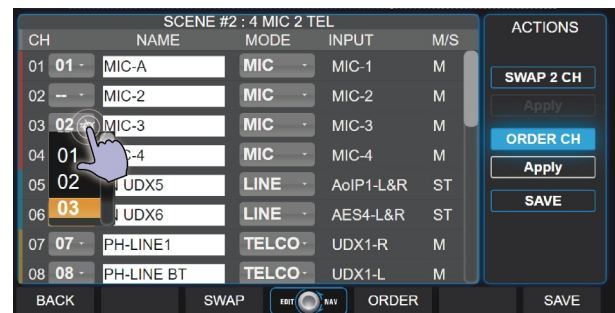 SCENE #2 : 4 MIC 2 TEL
CH NAME MODE INPUT M/S
01 01 MIC-A MIC MIC-1 M
02 -- MIC-2 MIC MIC-2 M
03 02 MIC-3 MIC MIC-3 M
04 C-4 MIC MIC-4 M
05 UDX5 LINE AoIP1-L&R ST
06 UDX6 LINE AES4-L&R ST
01
02
03
07 07 PH-LINE1 TELCO UDX1-R M
08 08 PH-LINE BT TELCO UDX1-L M
ACTIONS
SWAP 2 CH
Apply
ORDER CH
Apply
SAVE
BACK SWAP EDIT NAV ORDER SAVE